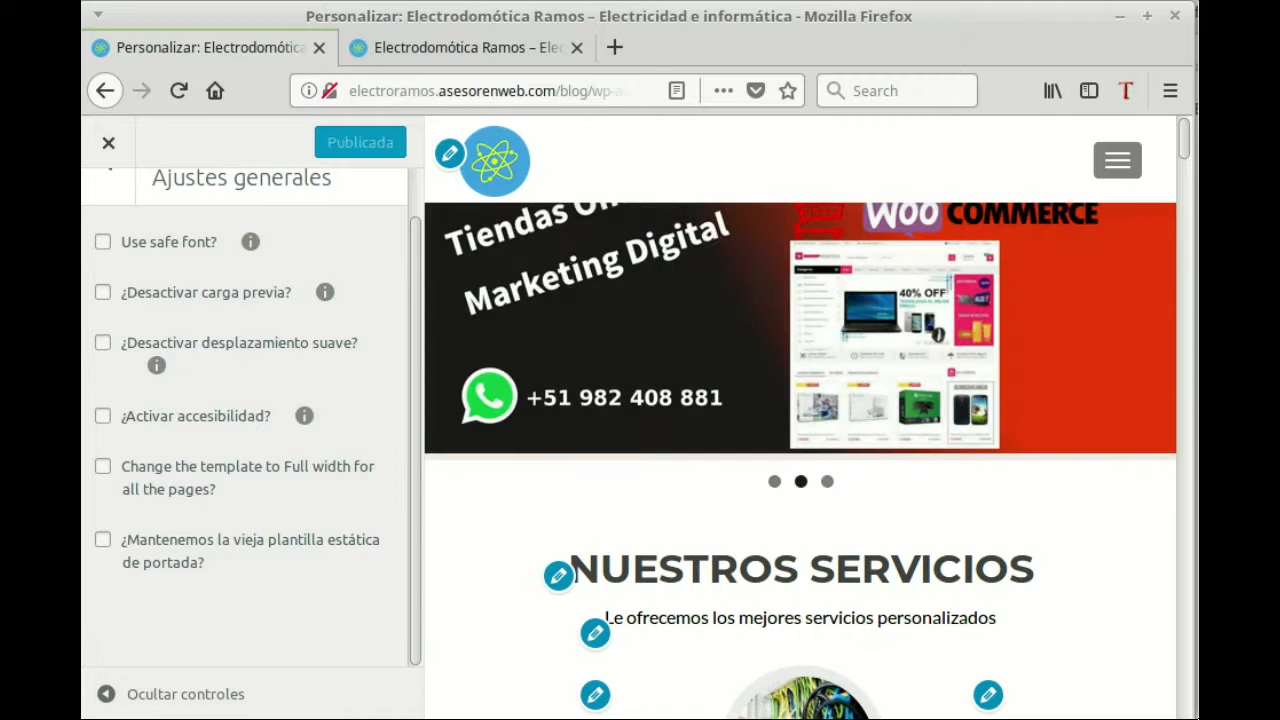 Personalizar: Electrodomótica Ramos – Electricidad e informática - Mozilla Firefox
Personalizar: Electrodomótica
Electrodomótica Ramos – Ele
electroramos.asesorenweb.com/blog/wp-a
Search
Publicada
Ajustes generales
Use safe font?
¿Desactivar carga previa?
¿Desactivar desplazamiento suave?
¿Activar accesibilidad?
Change the template to Full width for
all the pages?
¿Mantenemos la vieja plantilla estática
de portada?
Ocultar controles
Tiendas On
Marketing Digital
+51 982 408 881
WOO COMMERCE
40% OFF
NUESTROS SERVICIOS
Le ofrecemos los mejores servicios personalizados